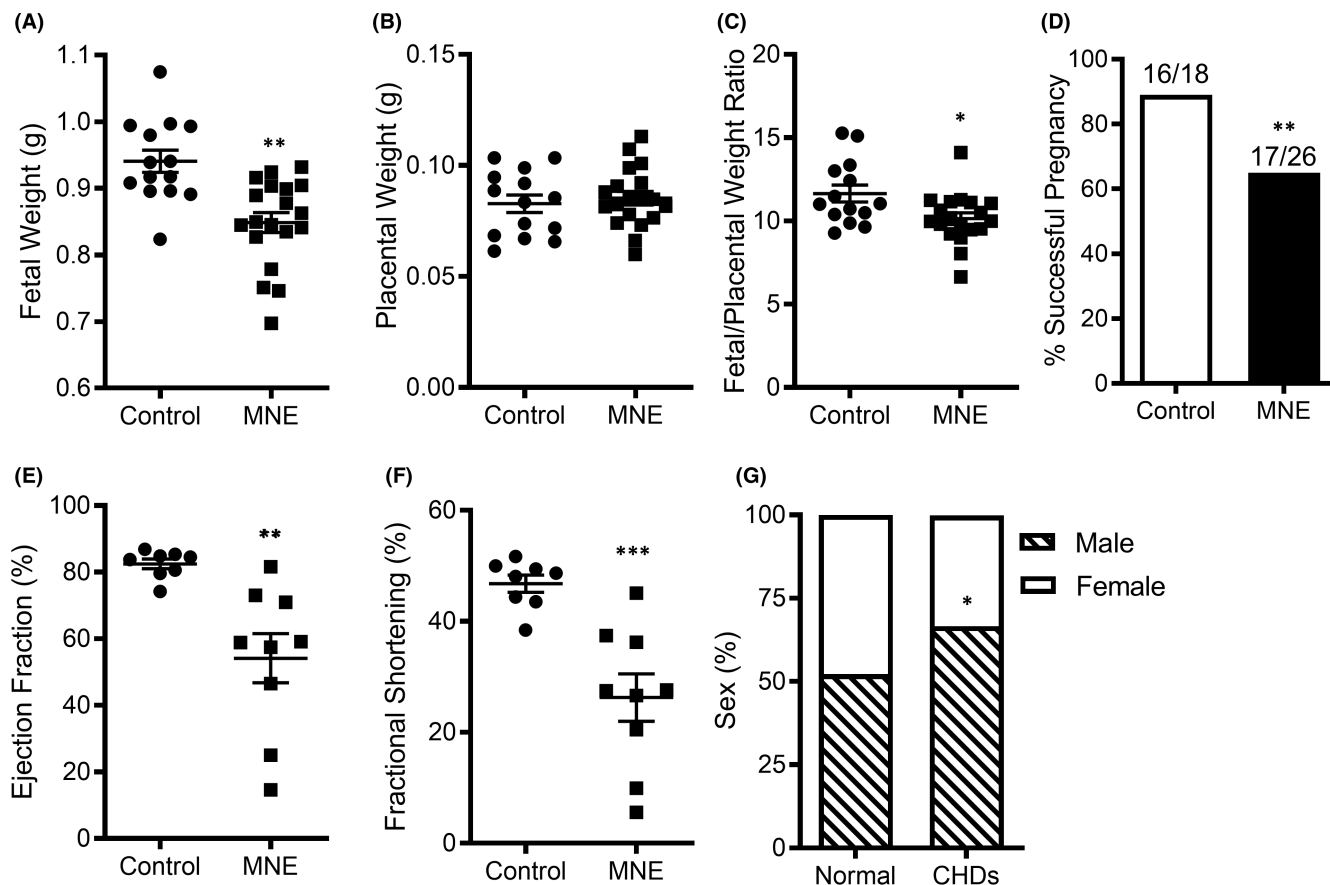 (A)
Fetal Weight (g)
1.1
1.0
0.9
0.8
0.7
0.6
**
Control
MNE
(B)
Placental Weight (g)
0.15
0.10
0.05
0.00
Control
MNE
(C)
Fetal/Placental Weight Ratio
20
15
10
5
0
*
Control
MNE
(D)
% Successful Pregnancy
100
80
60
40
20
0
16/18
**
17/26
Control
MNE
(E)
Ejection Fraction (%)
100
80
60
40
20
0
**
Control
MNE
(F)
Fractional Shortening (%)
60
40
20
0
***
Control
MNE
(G)
Sex (%)
100
75
50
25
0
*
Normal
CHDs
Male
Female